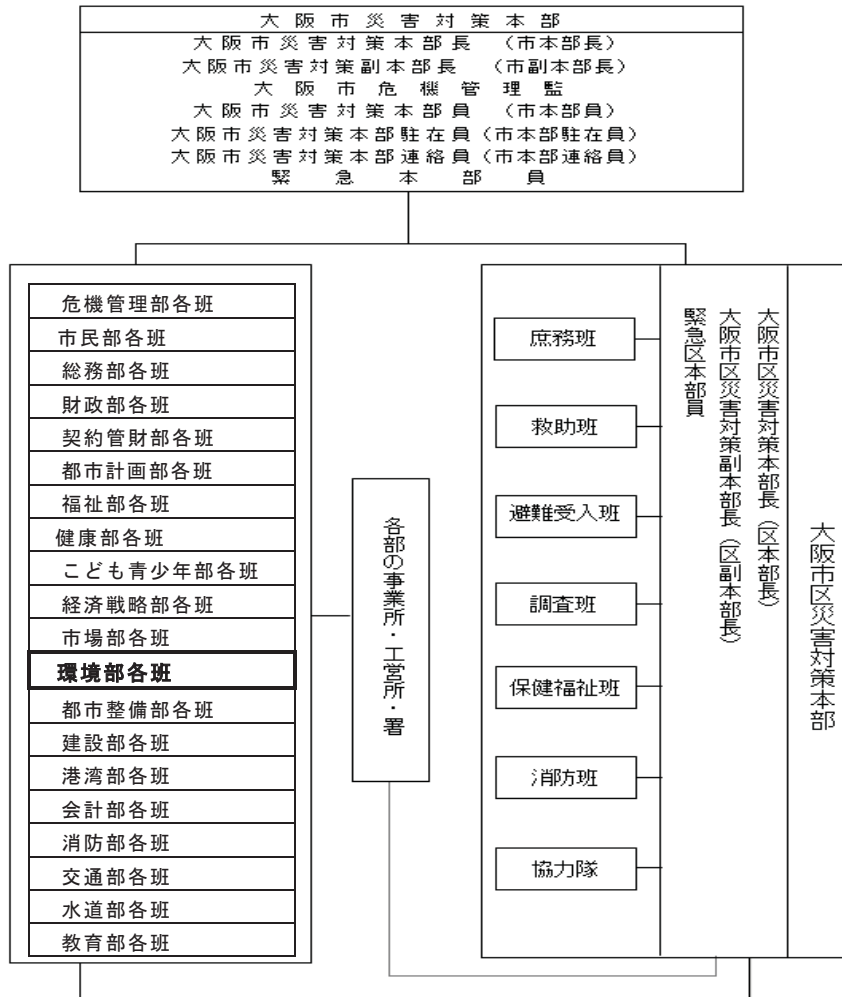 大阪市災害対策本部
大阪市災害対策本部長（市本部長）
大阪市災害対策副本部長（市副本部長）
大阪市危機管理監
大阪市災害対策本部員（市本部員）
大阪市災害対策本部駐在員（市本部駐在員）
大阪市災害対策本部連絡員（市本部連絡員）
緊急本部員
危機管理部各班
市民部各班
総務部各班
財政部各班
契約管財部各班
都市計画部各班
福祉部各班
健康部各班
こども青少年部各班
経済戦略部各班
市場部各班
環境部各班
都市整備部各班
建設部各班
港湾部各班
会計部各班
消防部各班
交通部各班
水道部各班
教育部各班
各部の事業所・工営所・署
庶務班
救助班
避難受入班
調査班
保健福祉班
消防班
協力隊
大阪市区災害対策本部
大阪市区災害対策本部長（区本部長）
大阪市区災害対策副本部長（区副本部長）
緊急区本部員